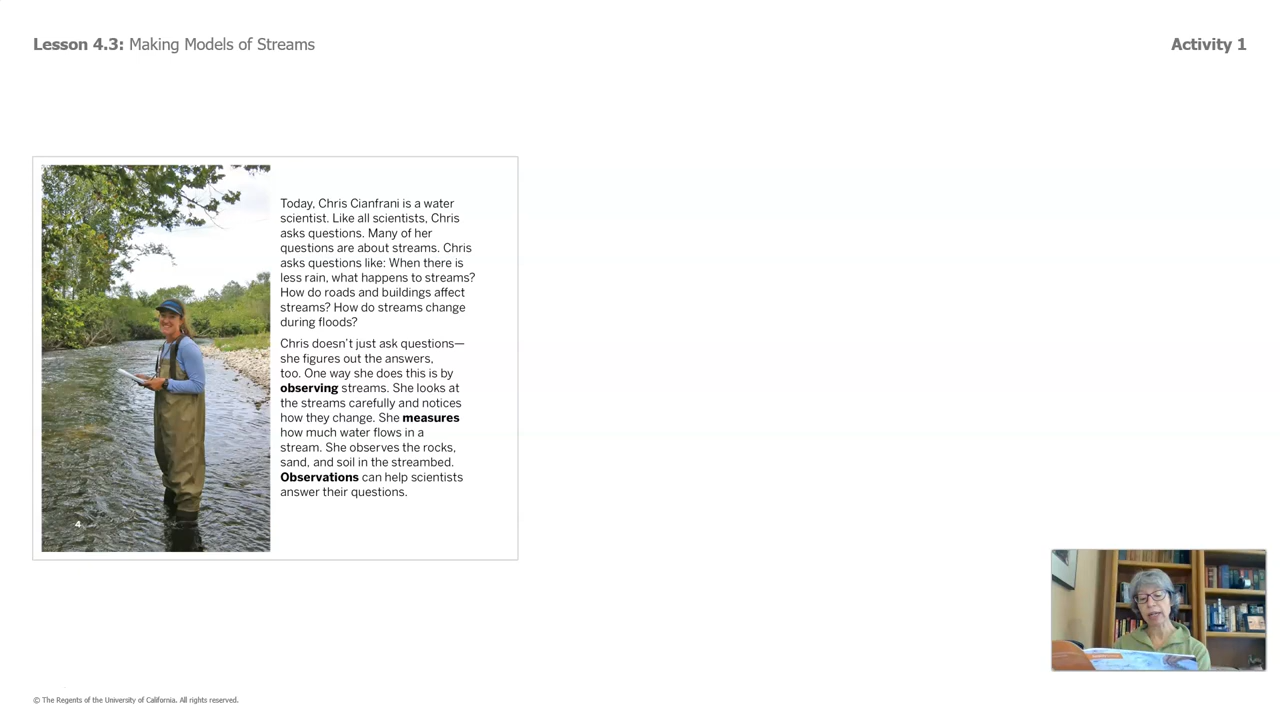 Lesson 4.3: Making Models of Streams
Activity 1
Today, Chris Cianfrani is a water
scientist. Like all scientists, Chris
asks questions. Many of her
questions are about streams. Chris
asks questions like: When there is
less rain, what happens to streams?
How do roads and buildings affect
streams? How do streams change
during floods?
Chris doesn’t just ask questions—
she figures out the answers,
too. One way she does this is by
observing streams. She looks at
the streams carefully and notices
how they change. She measures
how much water flows in a
stream. She observes the rocks,
sand, and soil in the streambed.
Observations can help scientists
answer their questions.
4
© The Regents of the University of California. All rights reserved.